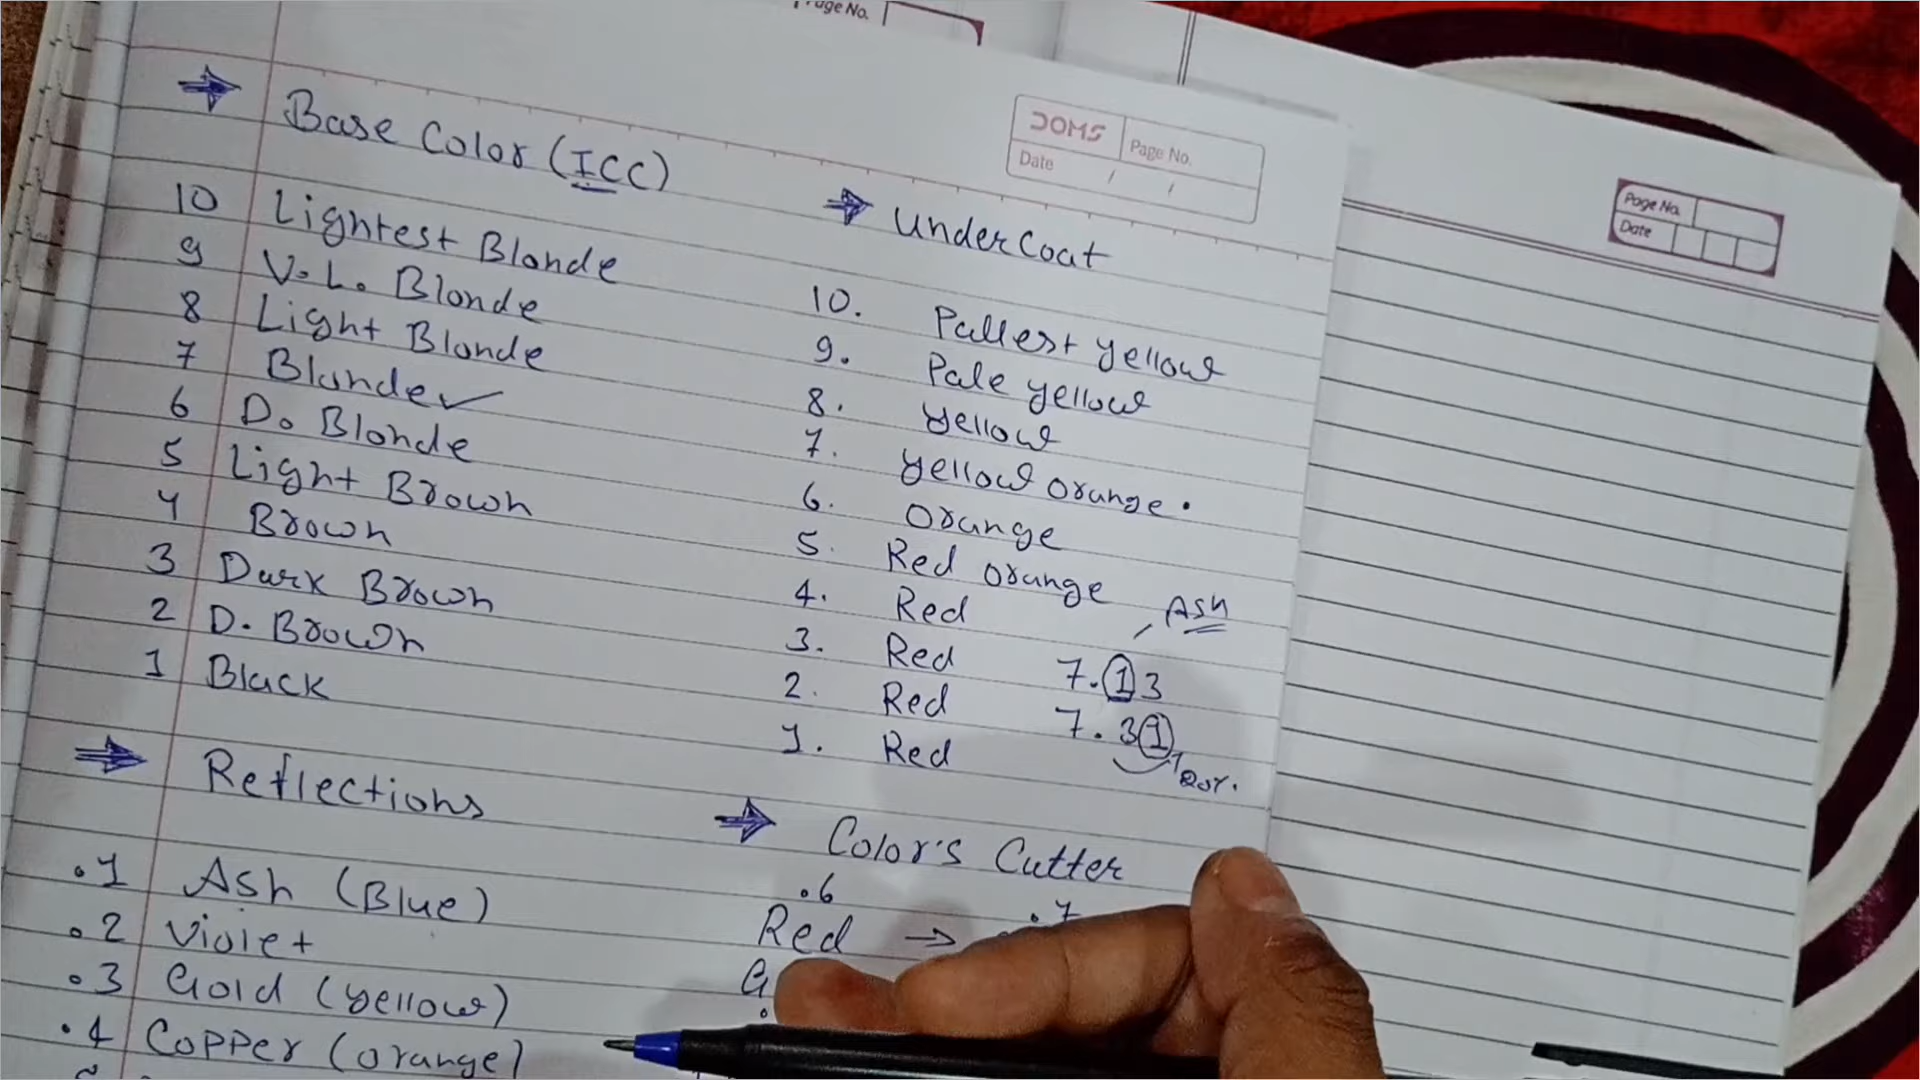 Page No.
DOMS
Page No.
Date / /
Page No.
Date
Base Color (ICC)
10 Lightest Blonde
9 V.L. Blonde
8 Light Blonde
7 Blonde
6 D. Blonde
5 Light Brown
4 Brown
3 Dark Brown
2 D. Brown
1 Black
Under Coat
10. Pallest yellow
9. Pale yellow
8. yellow
7. yellow orange.
6. Orange
5. Red orange
4. Red
3. Red
2. Red
1. Red
Ash
7.13
7.31
20%.
Reflections
.1 Ash (Blue)
.2 Violet
.3 Gold (yellow)
.4 Copper (orange)
Color's Cutter
.6 .7
Red →
G